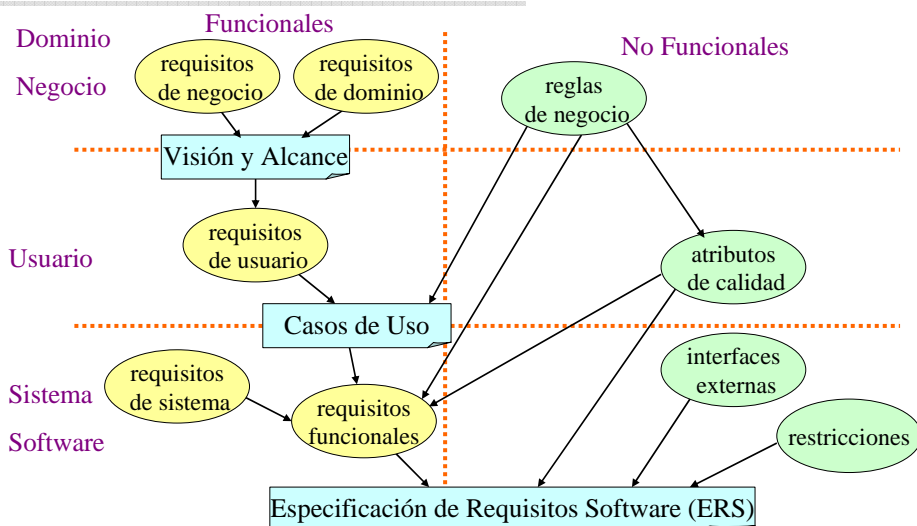 Funcionales
Dominio
Negocio
No Funcionales
requisitos
de negocio
requisitos
de dominio
reglas
de negocio
Visión y Alcance
Usuario
requisitos
de usuario
atributos
de calidad
Casos de Uso
Sistema
Software
requisitos
de sistema
requisitos
funcionales
interfaces
externas
restricciones
Especificación de Requisitos Software (ERS)